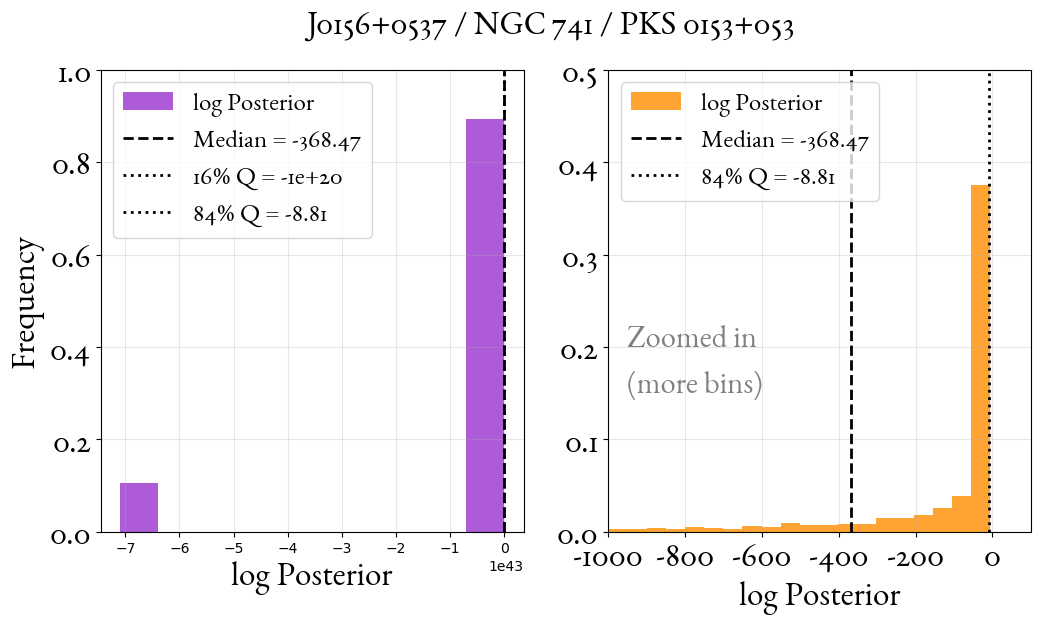 J0156+0537 / NGC 741 / PKS 0153+053
Frequency
1.0
0.8
0.6
0.4
0.2
0.0
log Posterior
Median = -368.47
16% Q = -1e+20
84% Q = -8.81
−7 −6 −5 −4 −3 −2 −1 0
1e43
log Posterior
0.5
0.4
0.3
0.2
0.1
0.0
log Posterior
Median = -368.47
84% Q = -8.81
Zoomed in
(more bins)
-1000 -800 -600 -400 -200 0
log Posterior